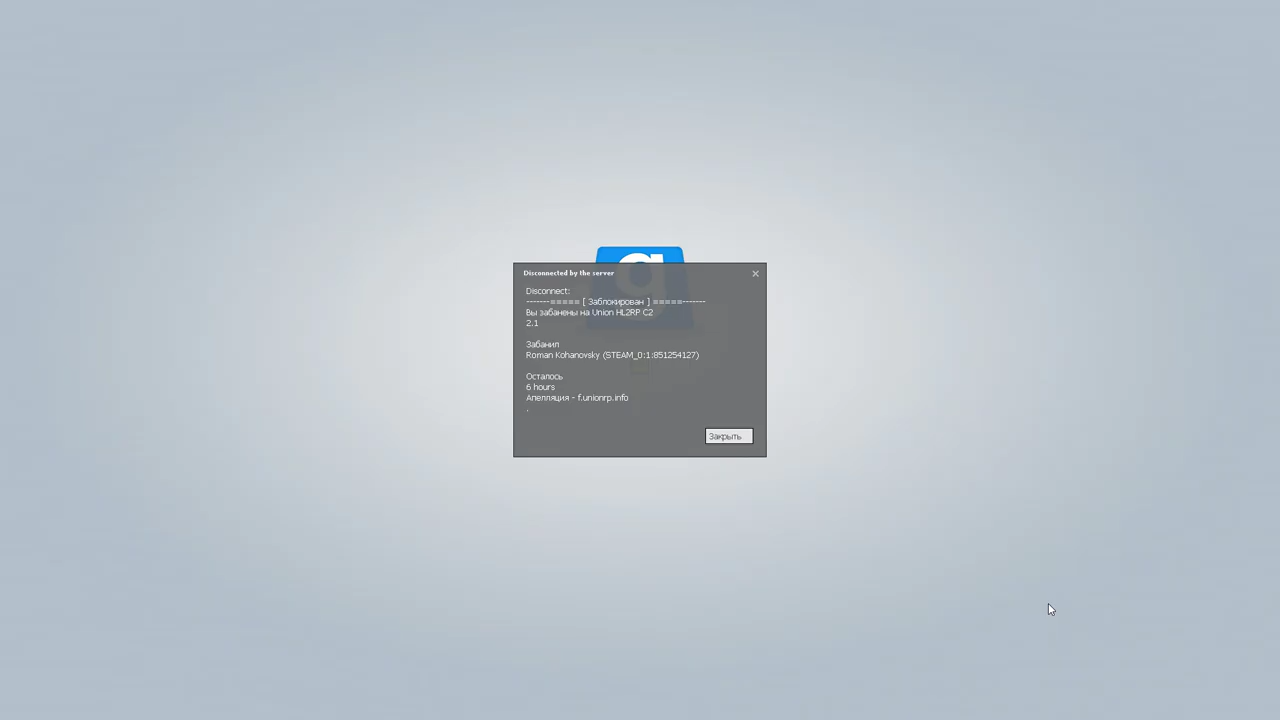 g
Disconnected by the server
Disconnect:
-------===== [ Заблокирован ] =====-------
Вы забанены на Union HL2RP C2
2.1
Забанил
Roman Kohanovsky (STEAM_0:1:851254127)
Осталось
6 hours
Апелляция - f.unionrp.info
.
Закрыть